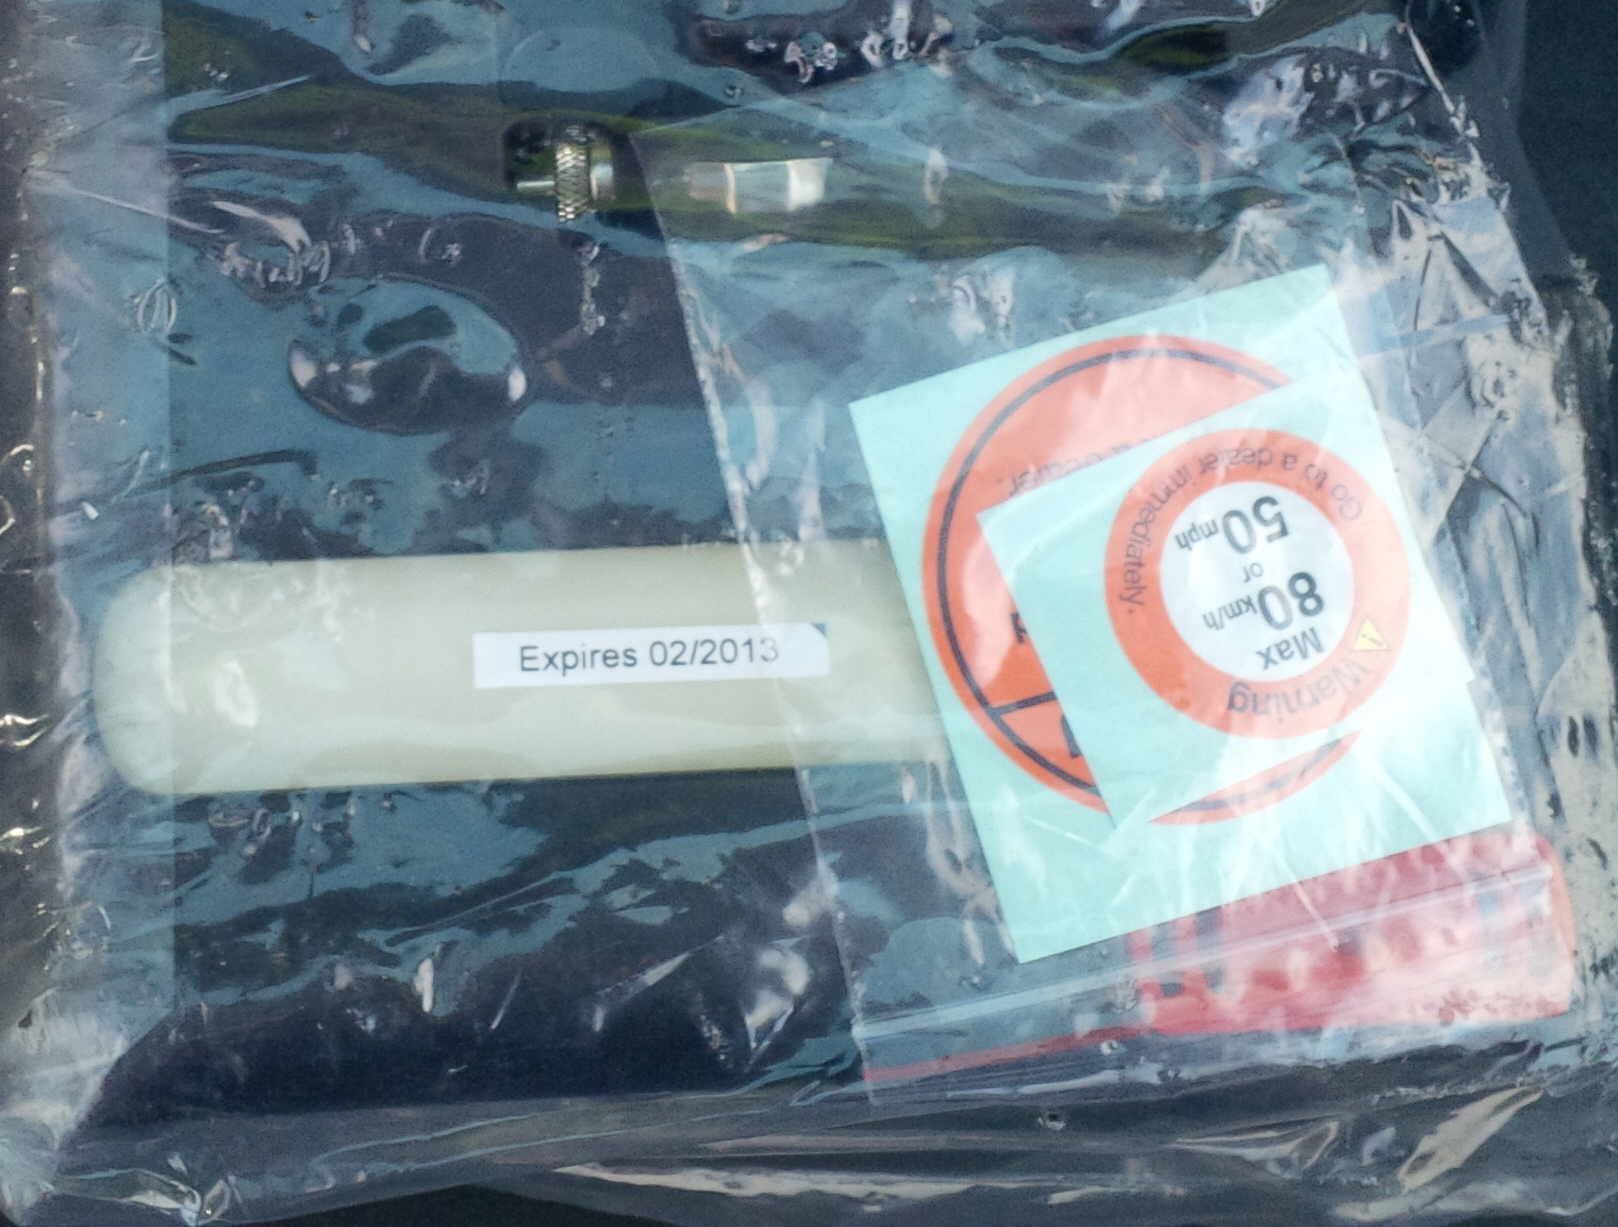 Expires 02/2013
Go to a dealer immediately.
50 mph
or
80 km/h
Max
Warning